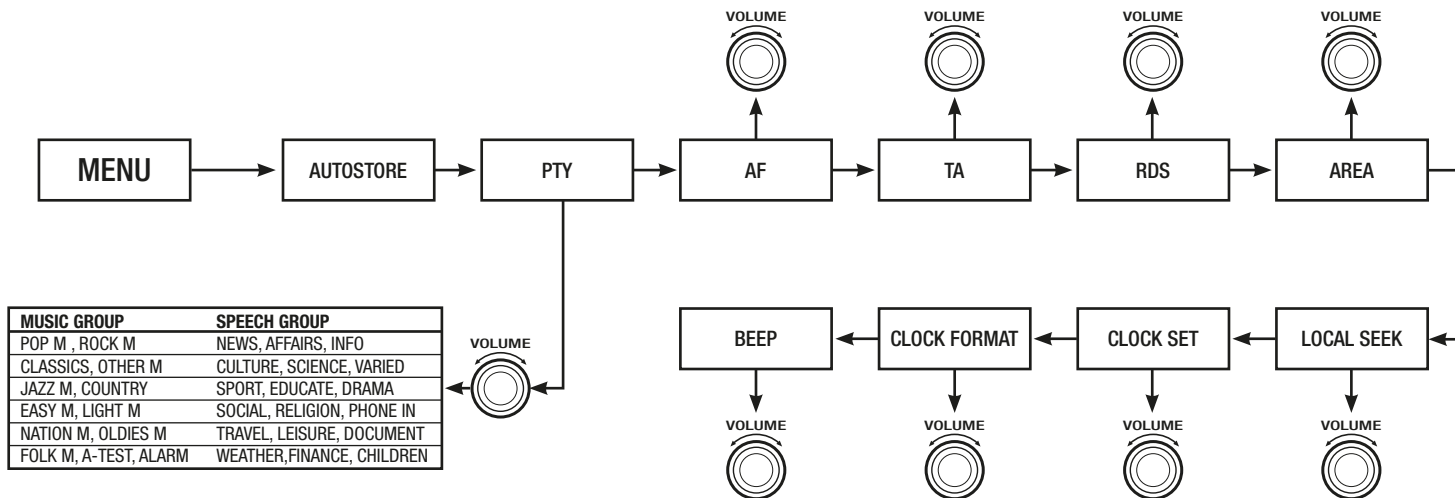 VOLUME VOLUME VOLUME VOLUME
MENU AUTOSTORE PTY AF TA RDS AREA
MUSIC GROUP SPEECH GROUP
POP M , ROCK M NEWS, AFFAIRS, INFO
CLASSICS, OTHER M CULTURE, SCIENCE, VARIED
JAZZ M, COUNTRY SPORT, EDUCATE, DRAMA
EASY M, LIGHT M SOCIAL, RELIGION, PHONE IN
NATION M, OLDIES M TRAVEL, LEISURE, DOCUMENT
FOLK M, A-TEST, ALARM WEATHER,FINANCE, CHILDREN
VOLUME
BEEP CLOCK FORMAT CLOCK SET LOCAL SEEK
VOLUME VOLUME VOLUME VOLUME